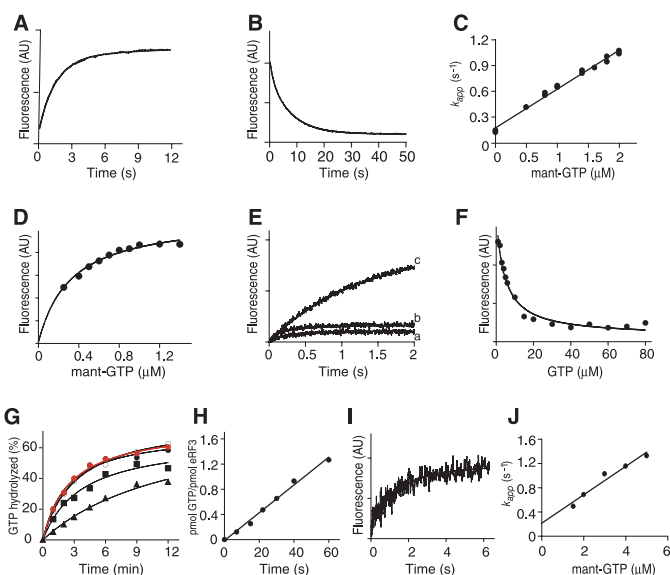 A
Fluorescence (AU)
0 3 6 9 12
Time (s)
B
Fluorescence (AU)
0 10 20 30 40 50
Time (s)
C
k_app (s⁻¹)
1.2
0.9
0.6
0.3
0
0 0.5 1 1.5 2
mant-GTP (μM)
D
Fluorescence (AU)
0 0.4 0.8 1.2
mant-GTP (μM)
E
Fluorescence (AU)
c
b
a
0 0.5 1 1.5 2
Time (s)
F
Fluorescence (AU)
20 40 60 80
GTP (μM)
G
GTP hydrolyzed (%)
60
40
20
0
0 3 6 9 12
Time (min)
H
pmol GTP/pmol eRF3
1.6
1.2
0.8
0.4
0
0 20 40 60
Time (s)
I
Fluorescence (AU)
0 2 4 6
Time (s)
J
k_app (s⁻¹)
1.6
1.2
0.8
0.4
0
0 2 4 6
mant-GTP (μM)